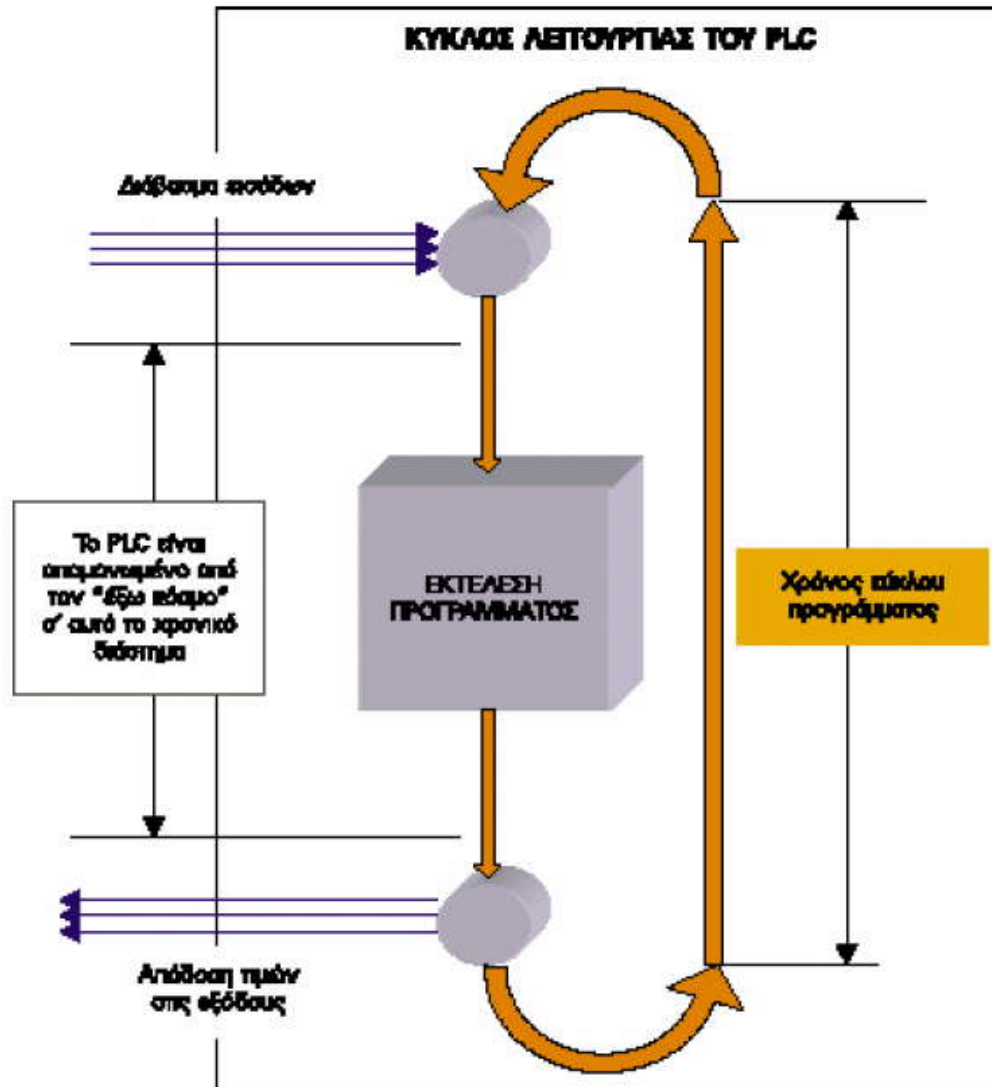 ΚΥΚΛΟΣ ΛΕΙΤΟΥΡΓΙΑΣ ΤΟΥ PLC
Διάβασμα εισόδων
Το PLC είναι
απομονωμένο από
τον "έξω κόσμο"
σ' αυτό το χρονικό
διάστημα
ΕΚΤΕΛΕΣΗ
ΠΡΟΓΡΑΜΜΑΤΟΣ
Χρόνος κύκλου
προγράμματος
Απόδοση τιμών
στις εξόδους